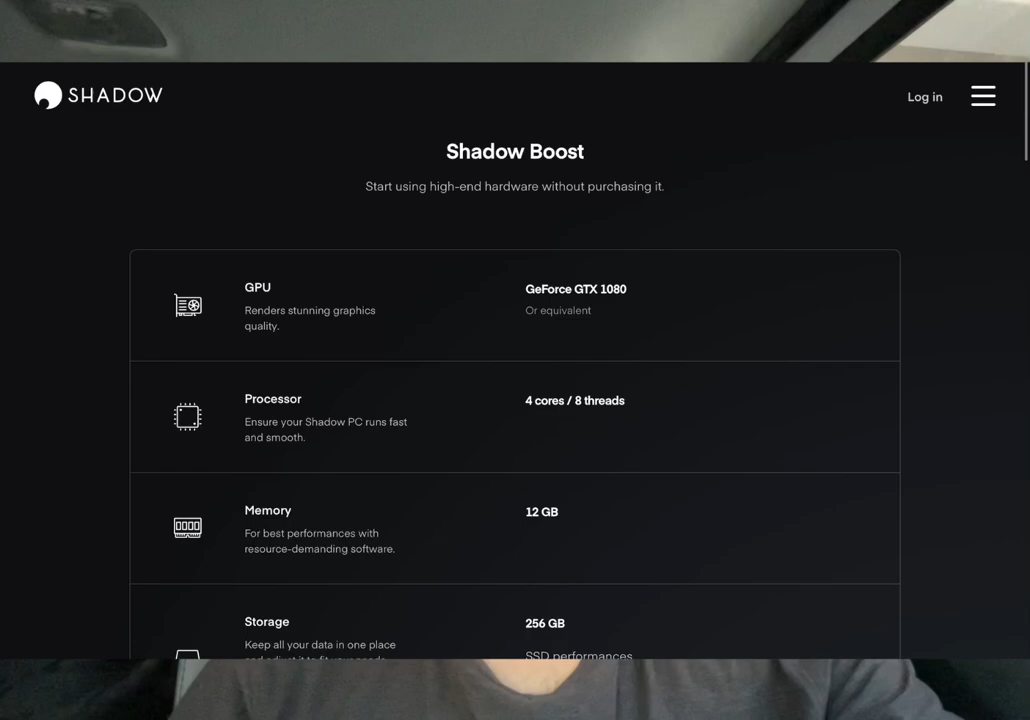 SHADOW
Log in
Shadow Boost
Start using high-end hardware without purchasing it.
GPU
GeForce GTX 1080
Renders stunning graphics
quality.
Or equivalent
Processor
4 cores / 8 threads
Ensure your Shadow PC runs fast
and smooth.
Memory
12 GB
For best performances with
resource-demanding software.
Storage
256 GB
Keep all your data in one place
SSD performances